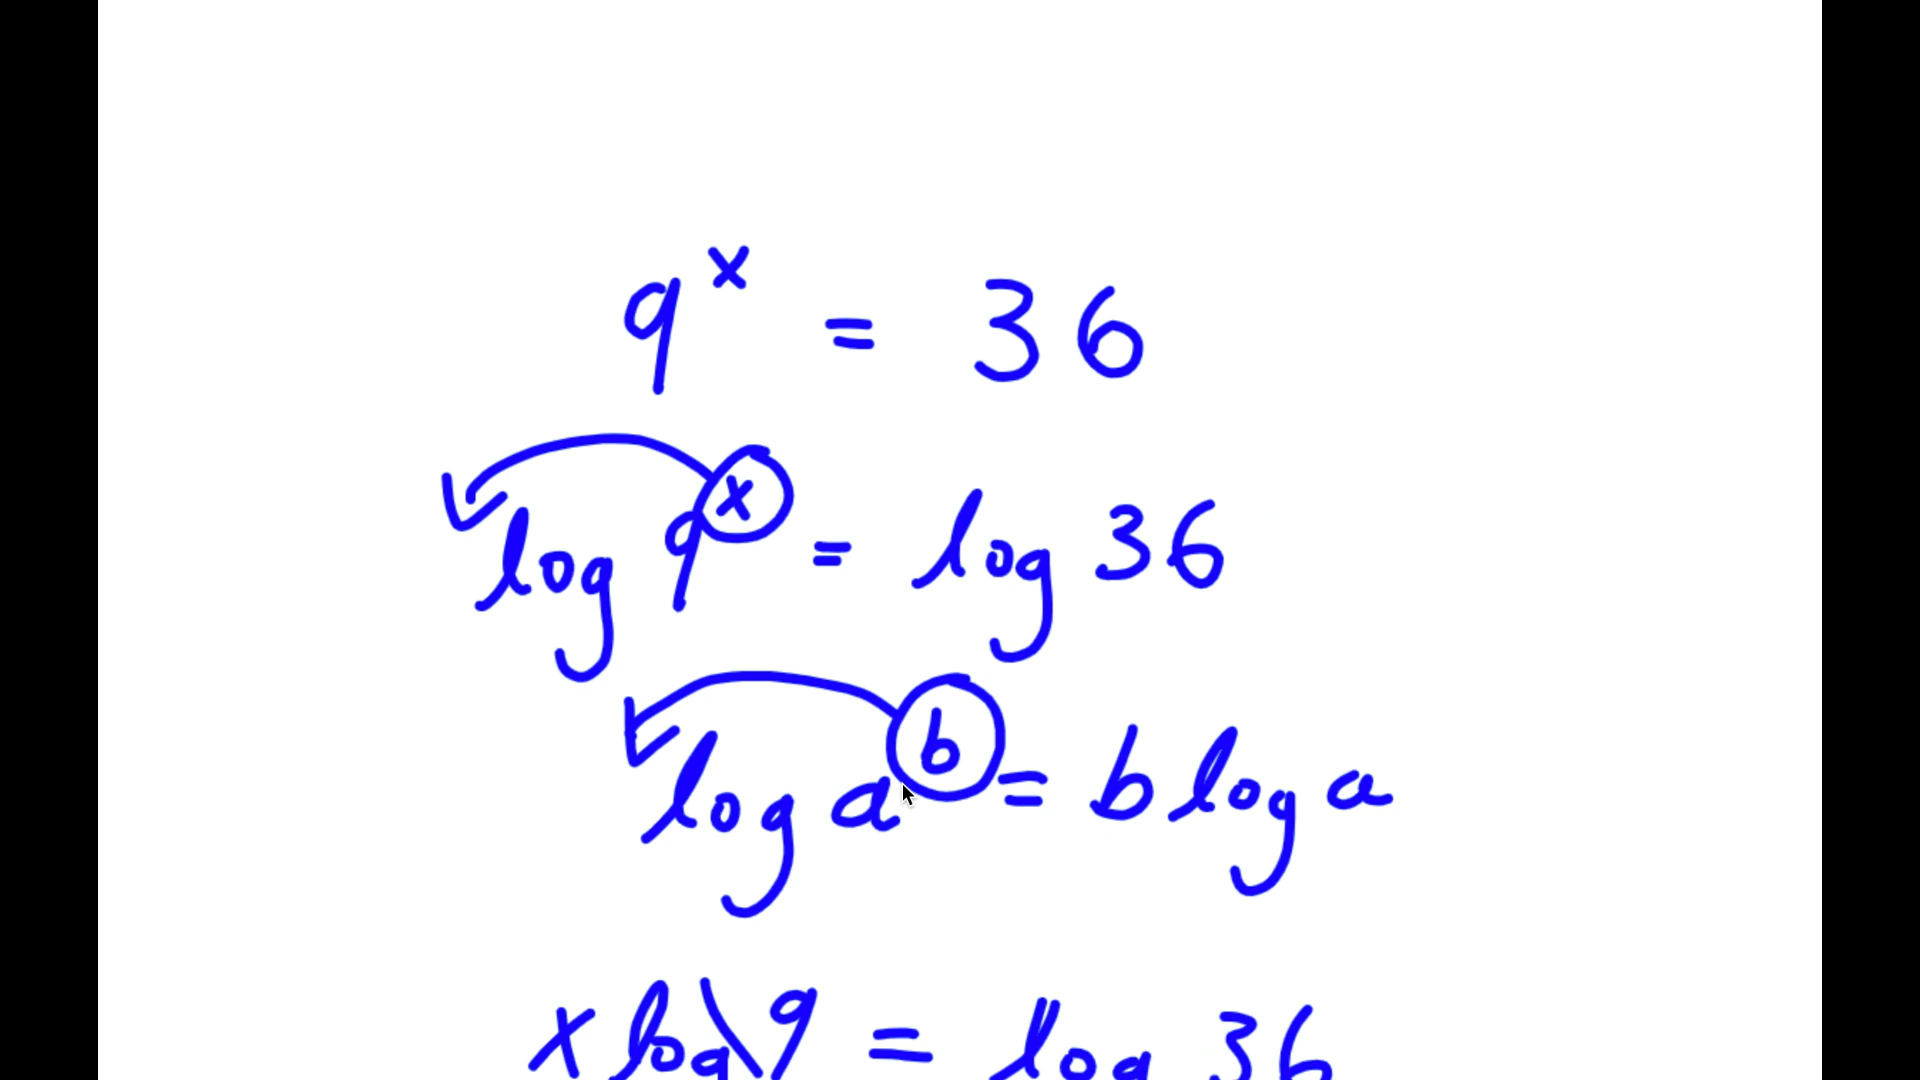 9^x = 36
log 9^x = log 36
log a^b = b log a
x log 9 = log 36